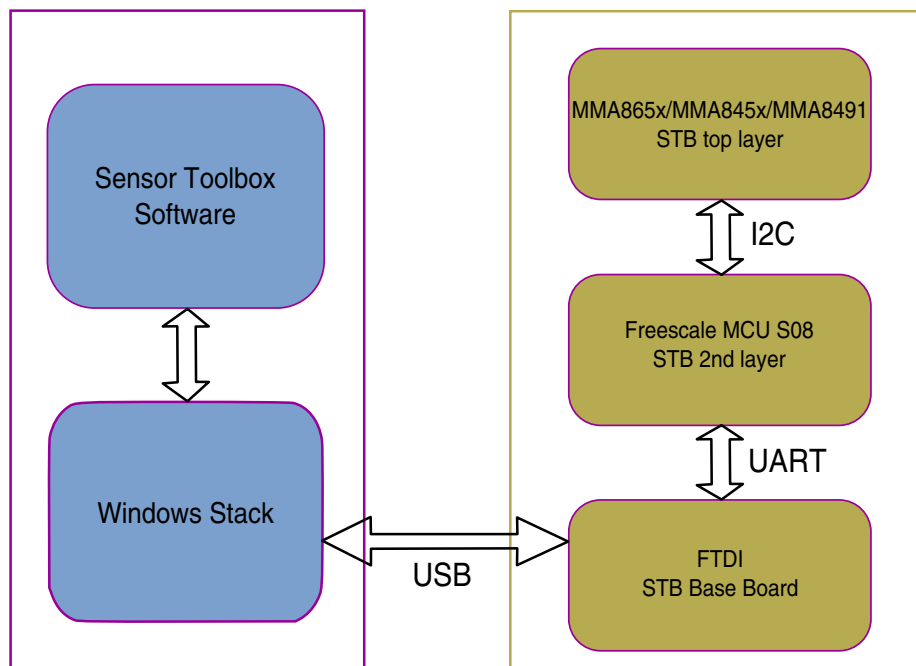 Sensor Toolbox
Software
Windows Stack
USB
MMA865x/MMA845x/MMA8491
STB top layer
I2C
Freescale MCU S08
STB 2nd layer
UART
FTDI
STB Base Board